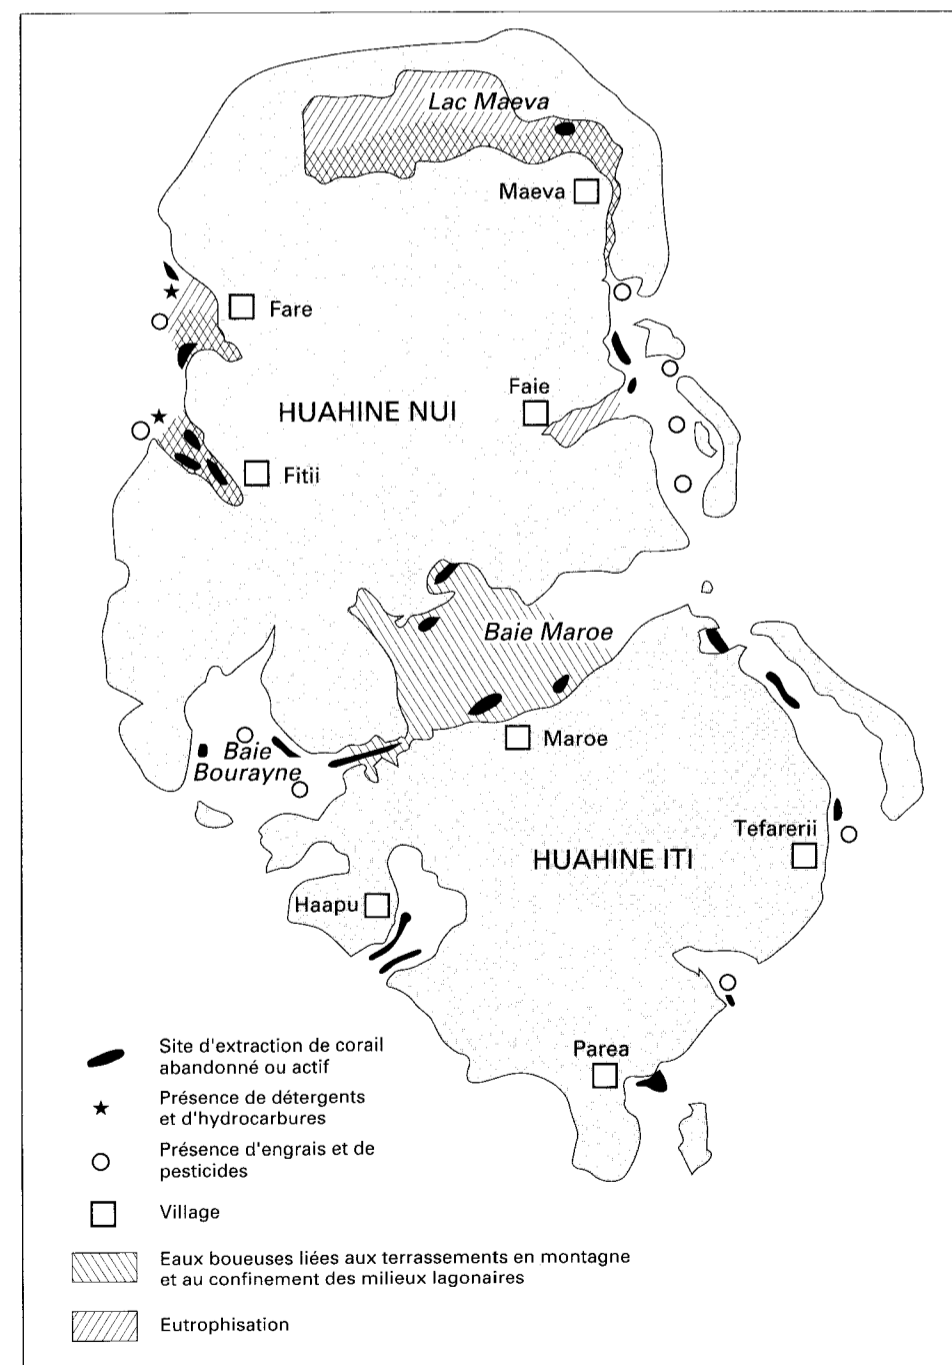 Lac Maeva
Maeva
Fare
Faie
HUAHINE NUI
Fitii
Baie Maroe
Maroe
Baie
Bourayne
Tefarerii
HUAHINE ITI
Haapu
Parea
Site d'extraction de corail
abandonné ou actif
Présence de détergents
et d'hydrocarbures
Présence d'engrais et de
pesticides
Village
Eaux boueuses liées aux terrassements en montagne
et au confinement des milieux lagonaires
Eutrophisation